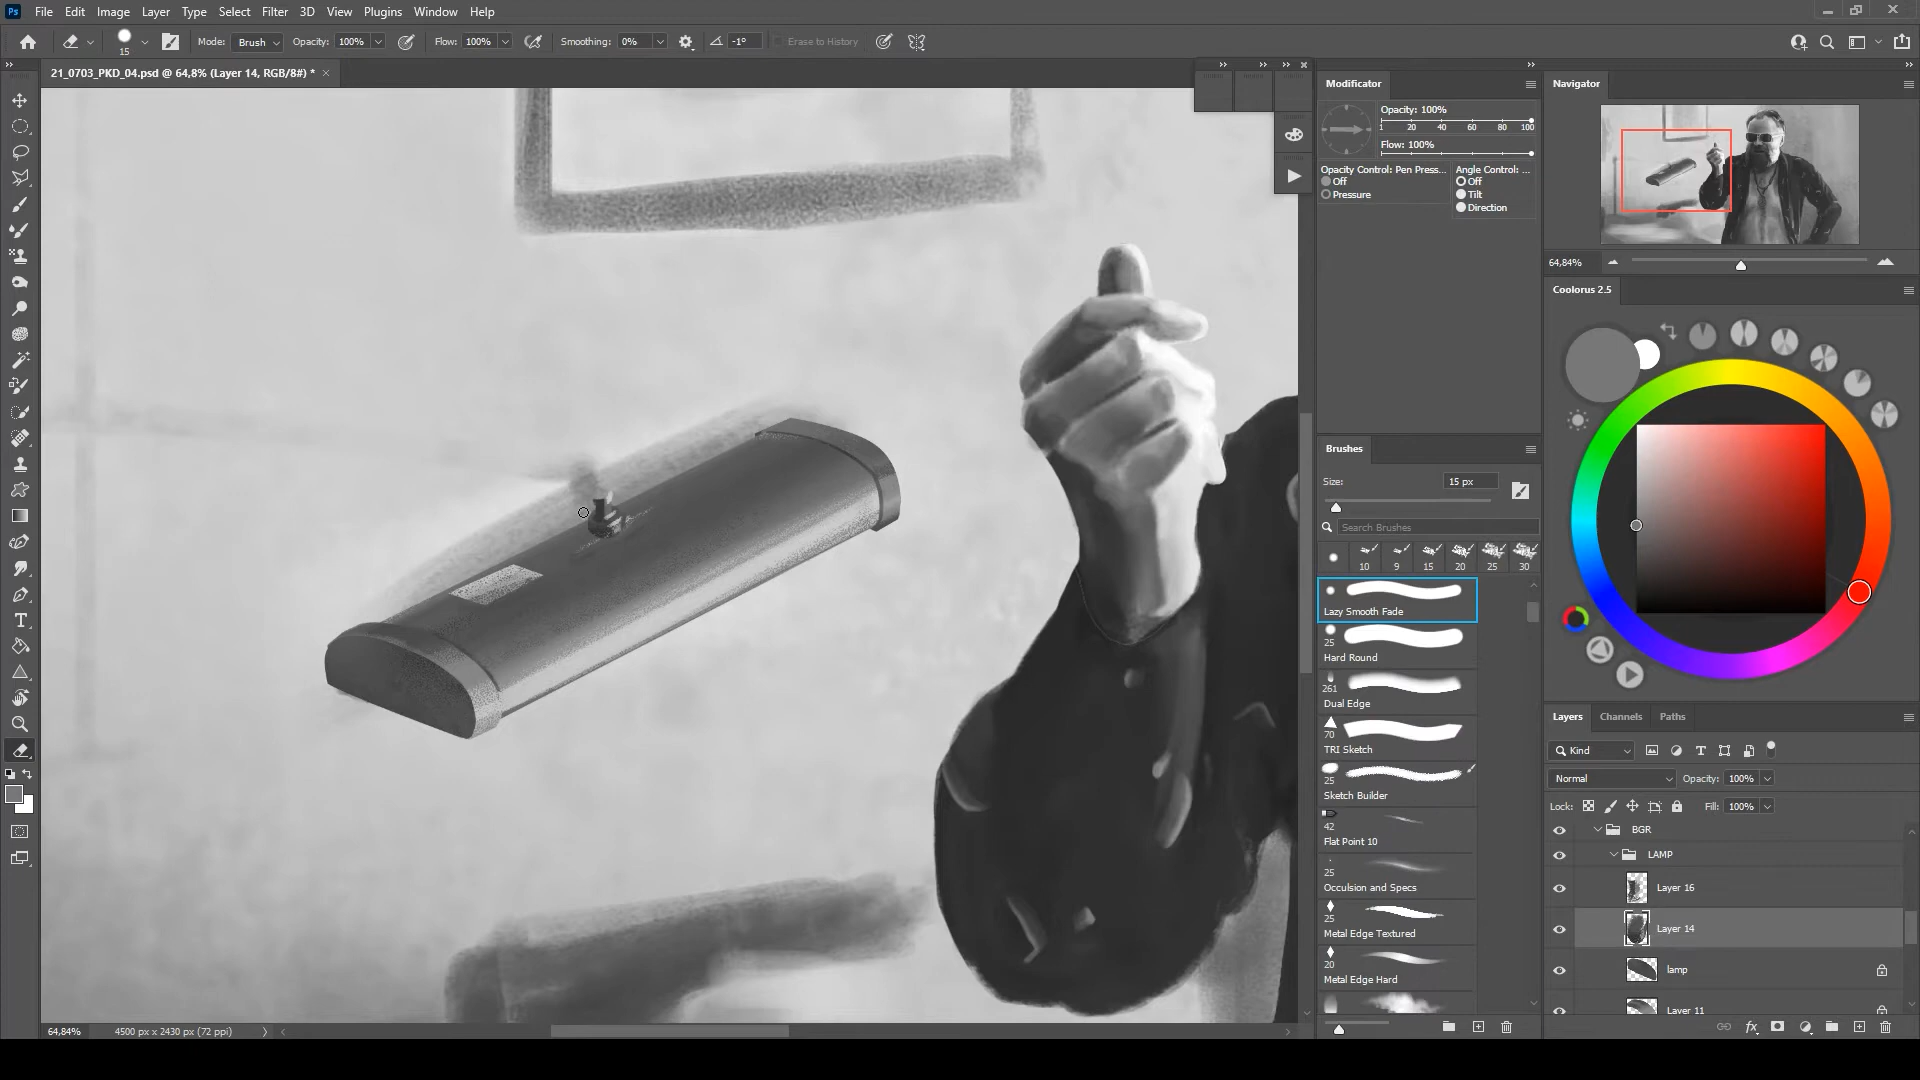 Ps File Edit Image Layer Type Select Filter 3D View Plugins Window Help
15 Mode: Brush Opacity: 100% Flow: 100% Smoothing: 0% -1° Erase to History
21_0703_PKD_04.psd @ 64,8% (Layer 14, RGB/8#) *
Modificator
Opacity: 100%
1 20 40 60 80 100
Flow: 100%
Opacity Control: Pen Press...
Off
Pressure
Angle Control: ...
Off
Tilt
Direction
Brushes
Size: 15 px
Search Brushes
10 9 15 20 25 30
Lazy Smooth Fade
25
Hard Round
261
Dual Edge
70
TRI Sketch
25
Sketch Builder
42
Flat Point 10
25
Occulsion and Specs
25
Metal Edge Textured
20
Metal Edge Hard
Navigator
64,84%
Coolorus 2.5
Layers Channels Paths
Kind
Normal Opacity: 100%
Lock: Fill: 100%
BGR
LAMP
Layer 16
Layer 14
lamp
Layer 11
fx
T
64,84% 4500 px x 2430 px (72 ppi)